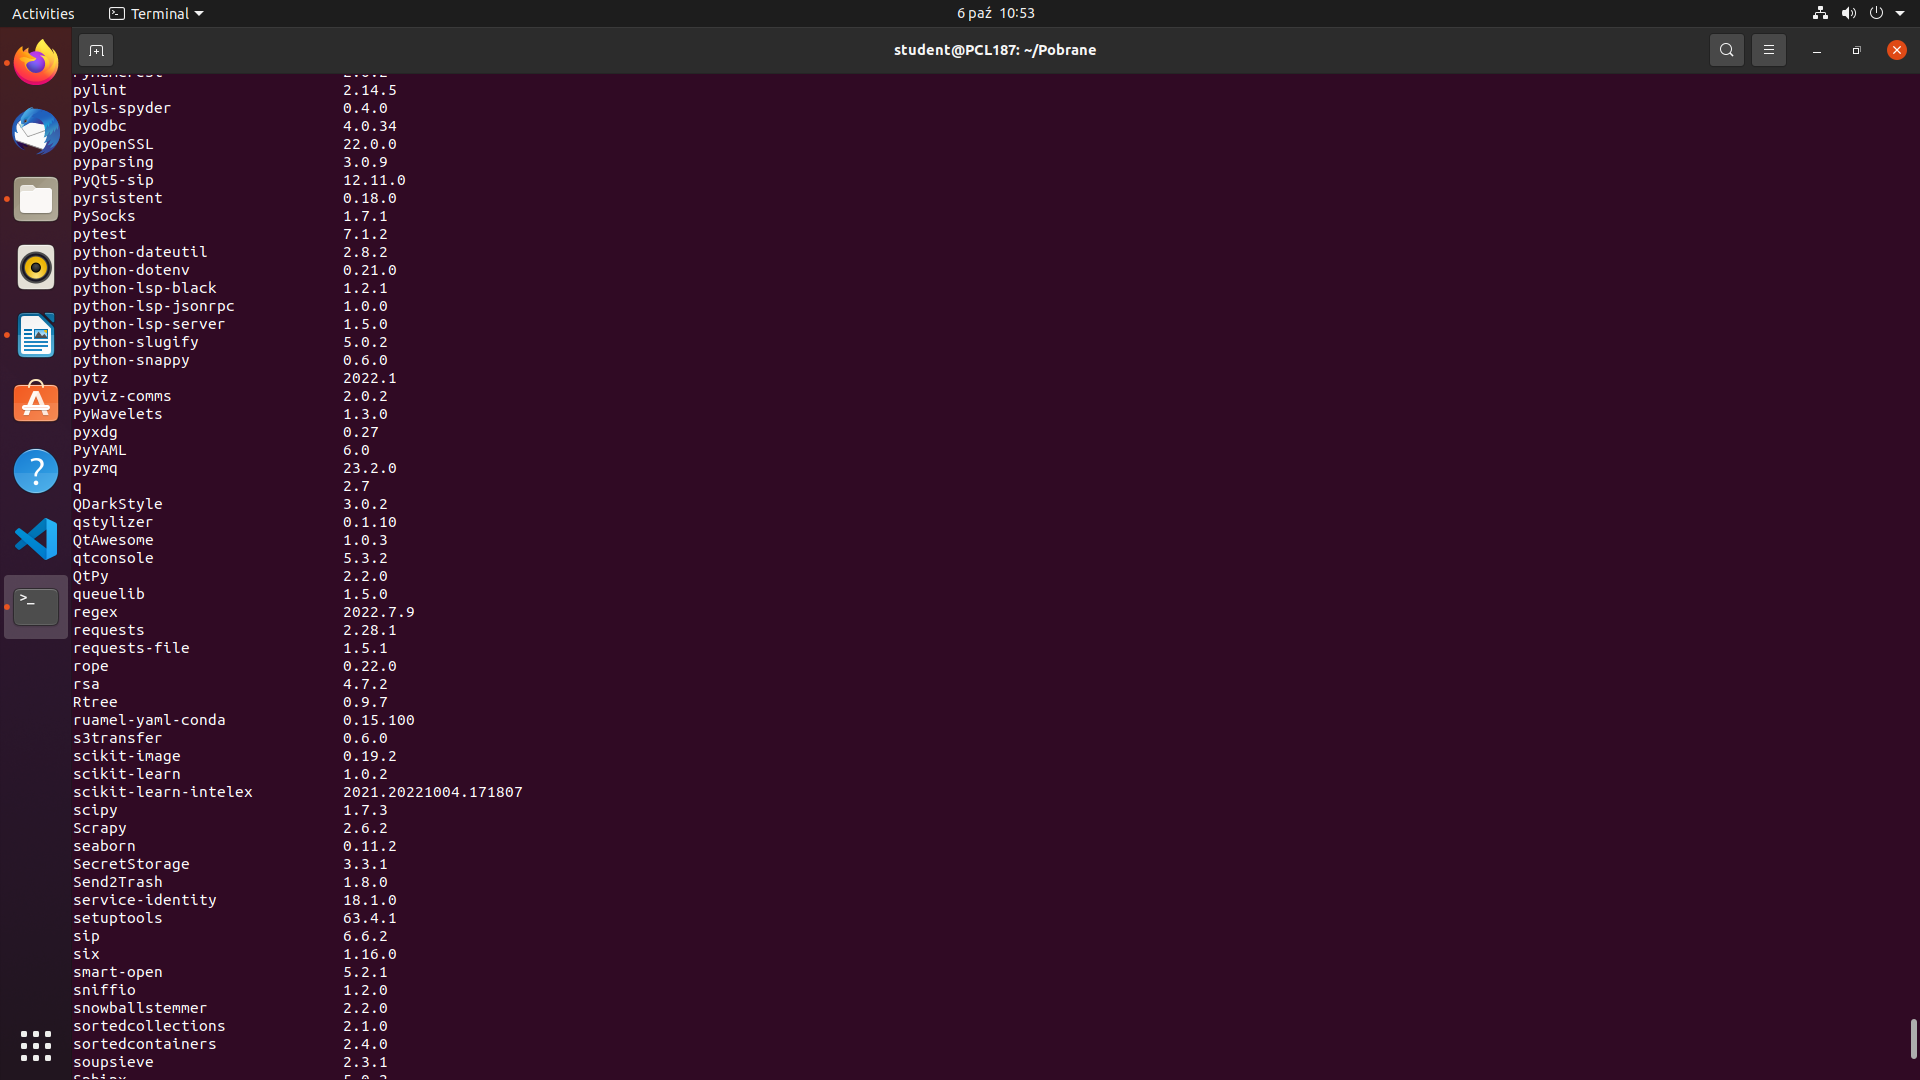 Activities
Terminal
6 paź 10:53
student@PCL187: ~/Pobrane
pylint 2.14.5
pyls-spyder 0.4.0
pyodbc 4.0.34
pyOpenSSL 22.0.0
pyparsing 3.0.9
PyQt5-sip 12.11.0
pyrsistent 0.18.0
PySocks 1.7.1
pytest 7.1.2
python-dateutil 2.8.2
python-dotenv 0.21.0
python-lsp-black 1.2.1
python-lsp-jsonrpc 1.0.0
python-lsp-server 1.5.0
python-slugify 5.0.2
python-snappy 0.6.0
pytz 2022.1
pyviz-comms 2.0.2
PyWavelets 1.3.0
pyxdg 0.27
PyYAML 6.0
pyzmq 23.2.0
q 2.7
QDarkStyle 3.0.2
qstylizer 0.1.10
QtAwesome 1.0.3
qtconsole 5.3.2
QtPy 2.2.0
queuelib 1.5.0
regex 2022.7.9
requests 2.28.1
requests-file 1.5.1
rope 0.22.0
rsa 4.7.2
Rtree 0.9.7
ruamel-yaml-conda 0.15.100
s3transfer 0.6.0
scikit-image 0.19.2
scikit-learn 1.0.2
scikit-learn-intelex 2021.20221004.171807
scipy 1.7.3
Scrapy 2.6.2
seaborn 0.11.2
SecretStorage 3.3.1
Send2Trash 1.8.0
service-identity 18.1.0
setuptools 63.4.1
sip 6.6.2
six 1.16.0
smart-open 5.2.1
sniffio 1.2.0
snowballstemmer 2.2.0
sortedcollections 2.1.0
sortedcontainers 2.4.0
soupsieve 2.3.1